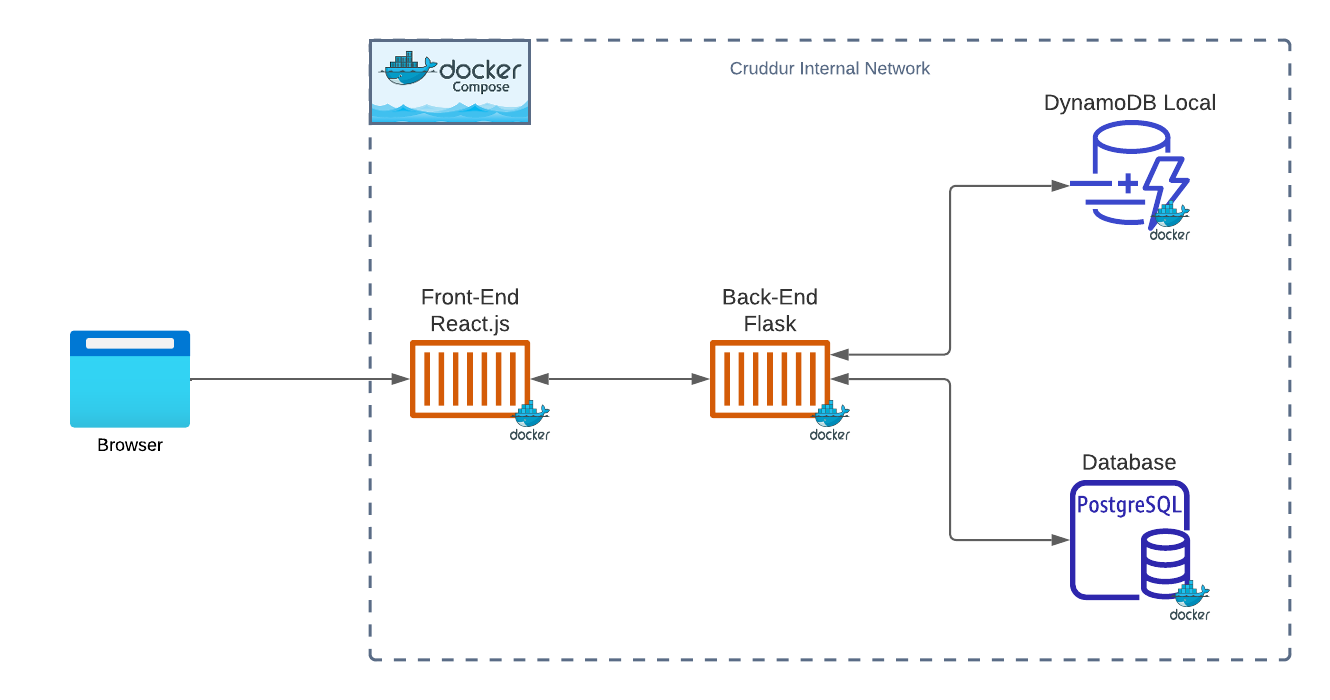 docker
Compose
Cruddur Internal Network
DynamoDB Local
docker
Front-End
React.js
docker
Back-End
Flask
docker
Browser
Database
PostgreSQL
docker